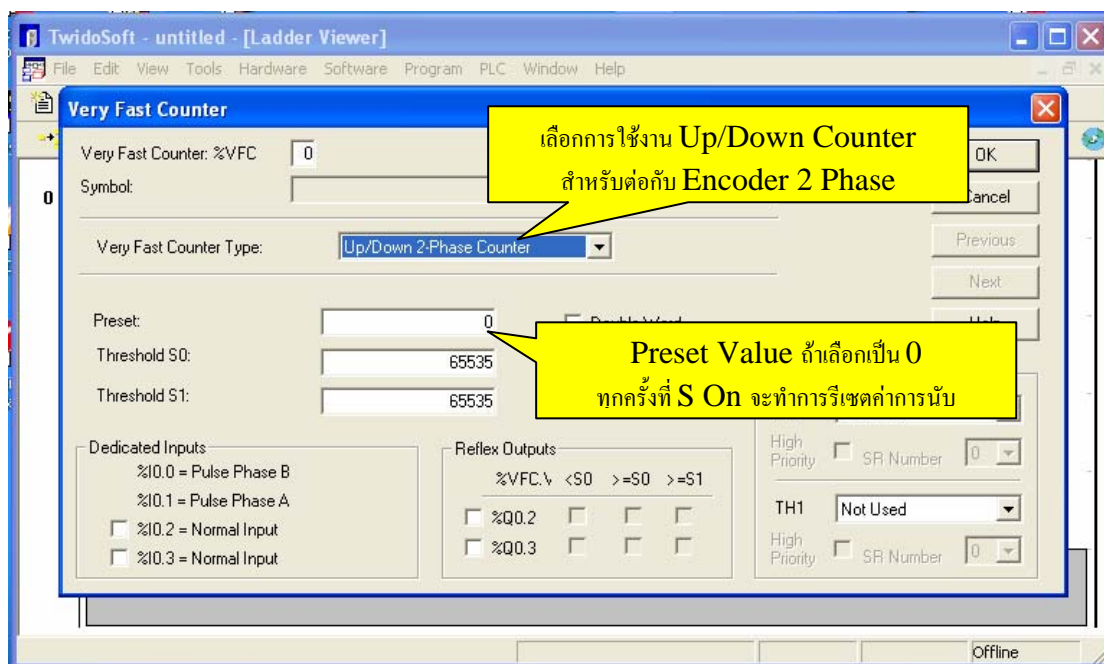 TwidoSoft - untitled - [Ladder Viewer]
File Edit View Tools Hardware Software Program PLC Window Help
Very Fast Counter
Very Fast Counter: %VFC 0
เลือกการใช้งาน Up/Down Counter
สำหรับต่อกับ Encoder 2 Phase
OK
Symbol:
Cancel
0
Very Fast Counter Type: Up/Down 2-Phase Counter
Previous
Next
Preset: 0
Threshold S0: 65535
Threshold S1: 65535
Preset Value ถ้าเลือกเป็น 0
ทุกครั้งที่ S On จะทำการรีเซตค่าการนับ
Dedicated Inputs
%I0.0 = Pulse Phase B
%I0.1 = Pulse Phase A
%I0.2 = Normal Input
%I0.3 = Normal Input
Reflex Outputs
%VFC.V <S0 >=S0 >=S1
%Q0.2
%Q0.3
High
Priority SR Number 0
TH1 Not Used
High
Priority SR Number 0
Offline